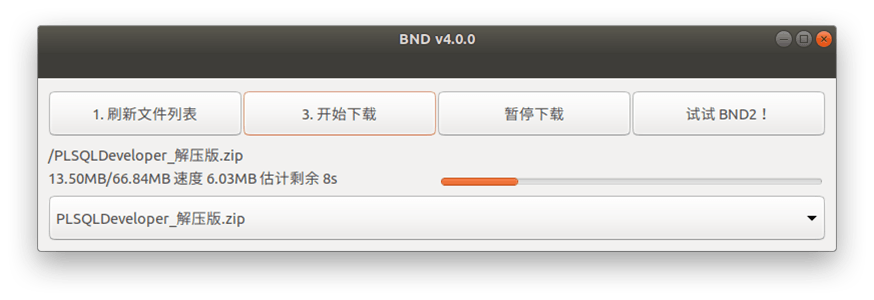 BND v4.0.0
1. 刷新文件列表
3. 开始下载
暂停下载
试试 BND2！
/PLSQLDeveloper_解压版.zip
13.50MB/66.84MB 速度 6.03MB 估计剩余 8s
PLSQLDeveloper_解压版.zip